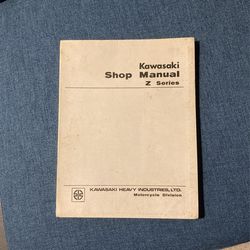 Kawasaki
Shop Manual
Z Series
KAWASAKI HEAVY INDUSTRIES, LTD.
Motorcycle Division